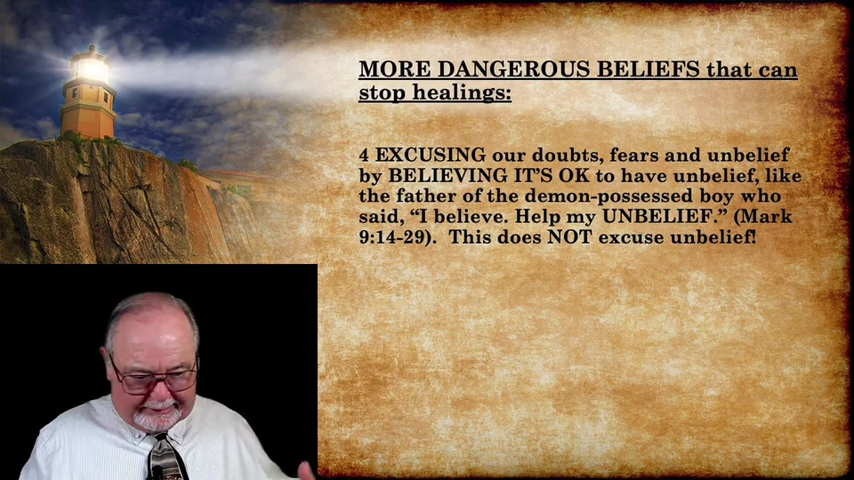 MORE DANGEROUS BELIEFS that can
stop healings:
4 EXCUSING our doubts, fears and unbelief
by BELIEVING IT'S OK to have unbelief, like
the father of the demon-possessed boy who
said, “I believe. Help my UNBELIEF.” (Mark
9:14-29).  This does NOT excuse unbelief!